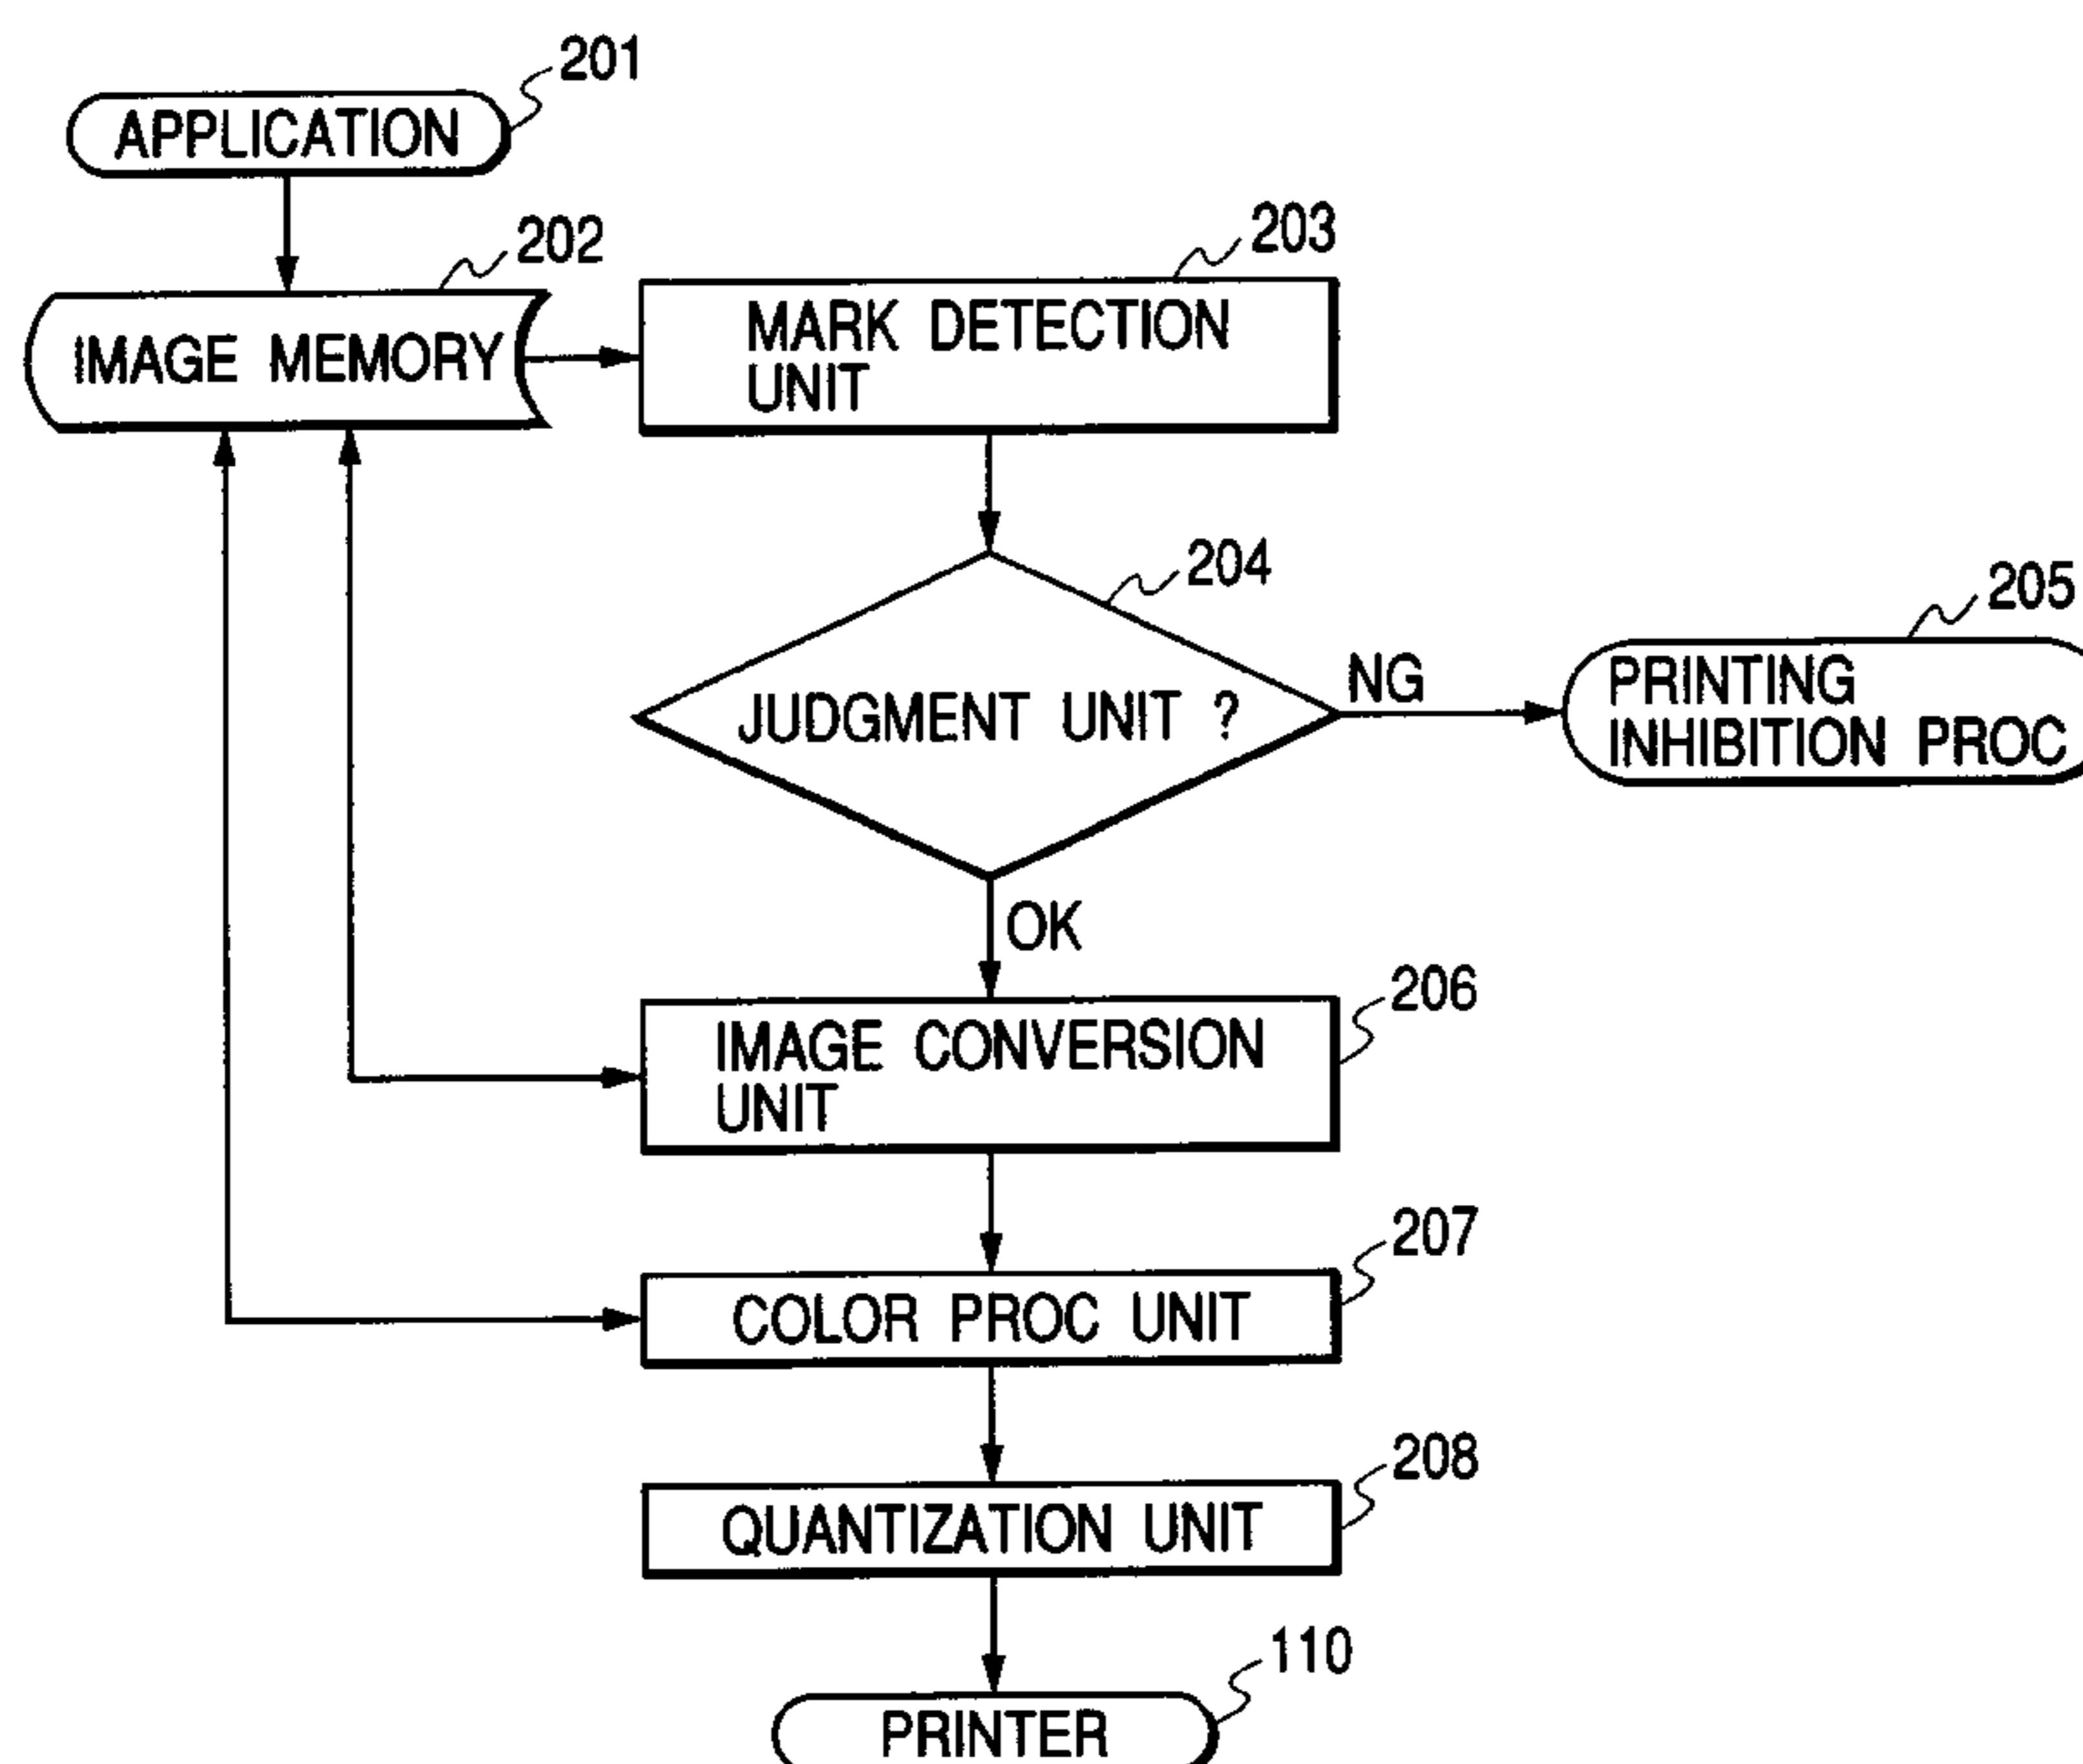 201
APPLICATION
202
IMAGE MEMORY
203
MARK DETECTION
UNIT
204
JUDGMENT UNIT ?
NG
205
PRINTING
INHIBITION PROC
OK
206
IMAGE CONVERSION
UNIT
207
COLOR PROC UNIT
208
QUANTIZATION UNIT
110
PRINTER